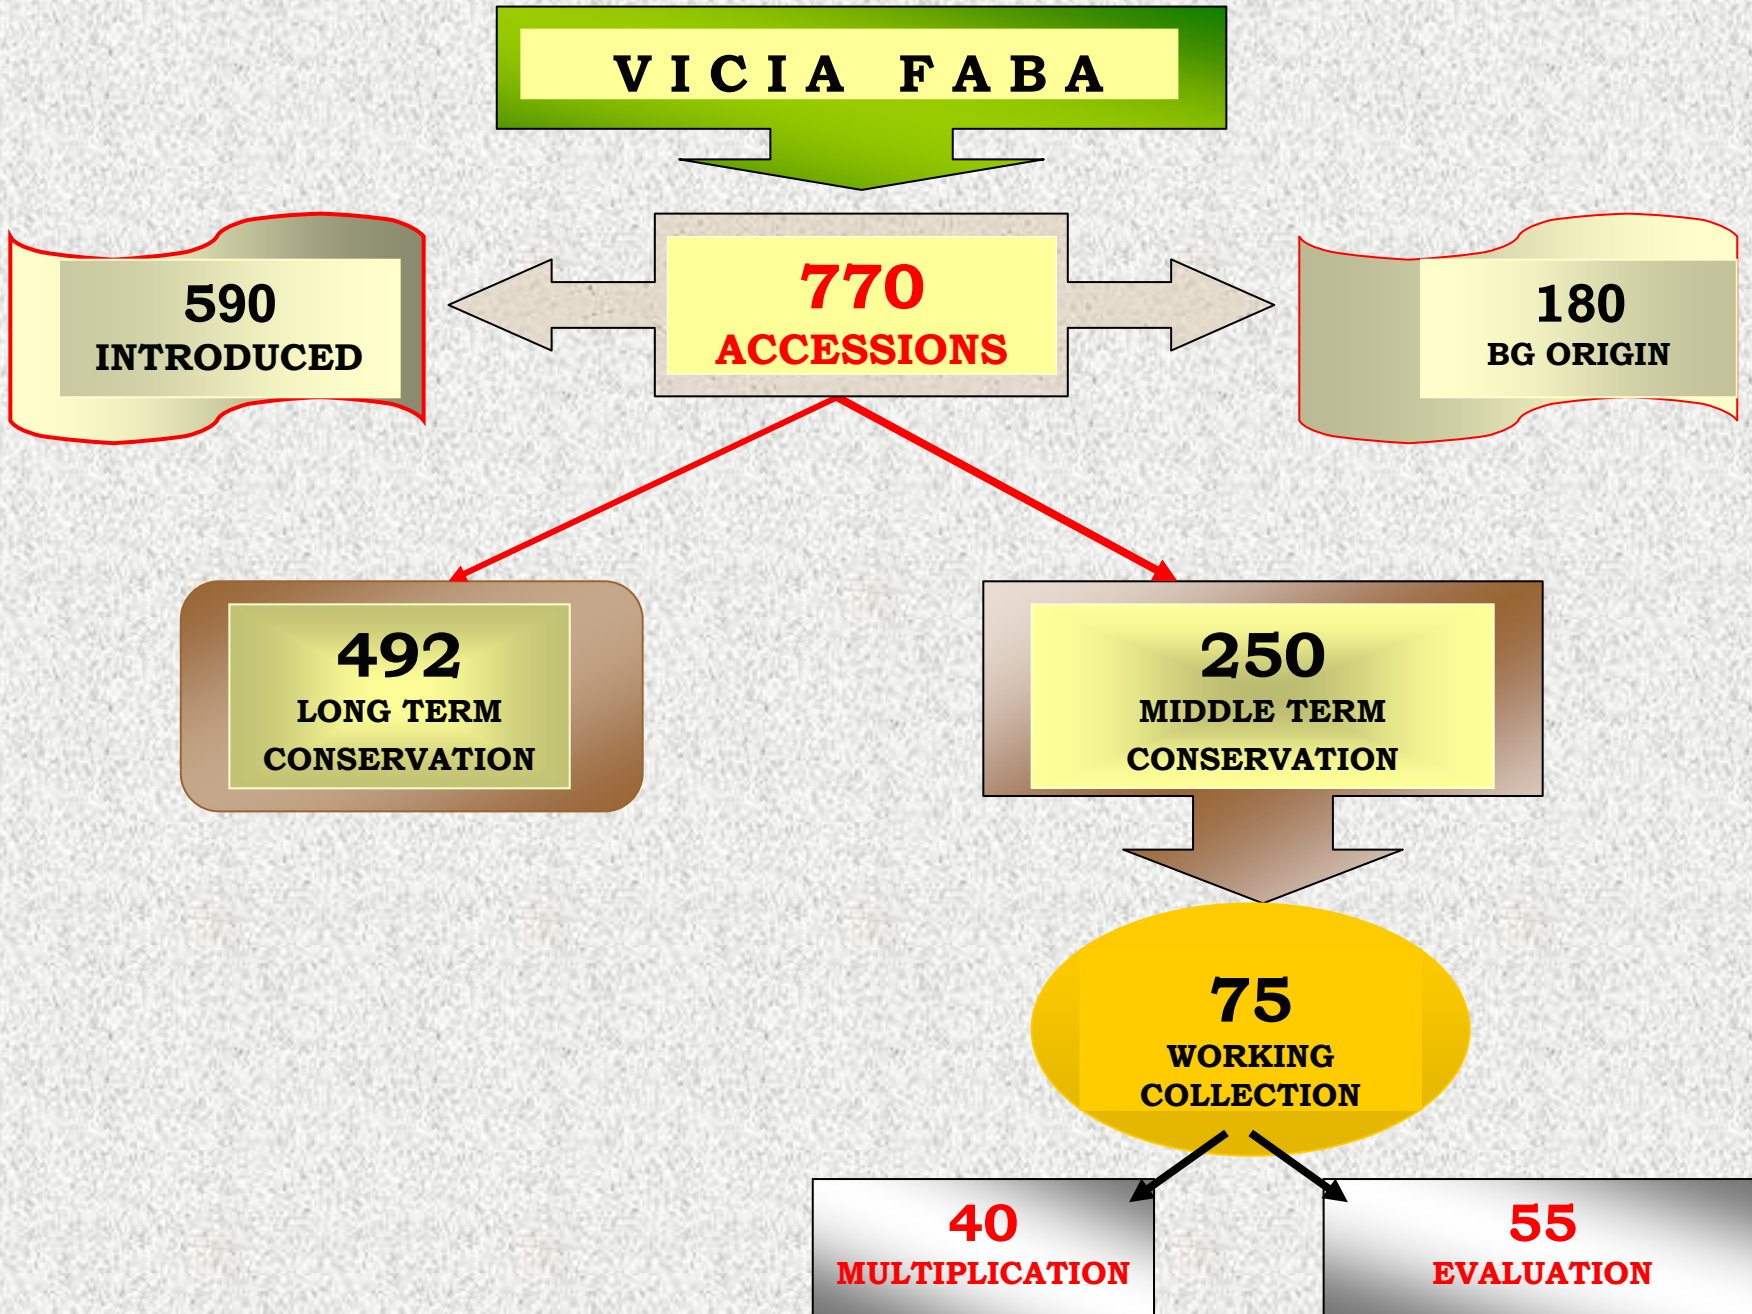 VICIA FABA
590
INTRODUCED
770
ACCESSIONS
180
BG ORIGIN
492
LONG TERM
CONSERVATION
250
MIDDLE TERM
CONSERVATION
75
WORKING
COLLECTION
40
MULTIPLICATION
55
EVALUATION